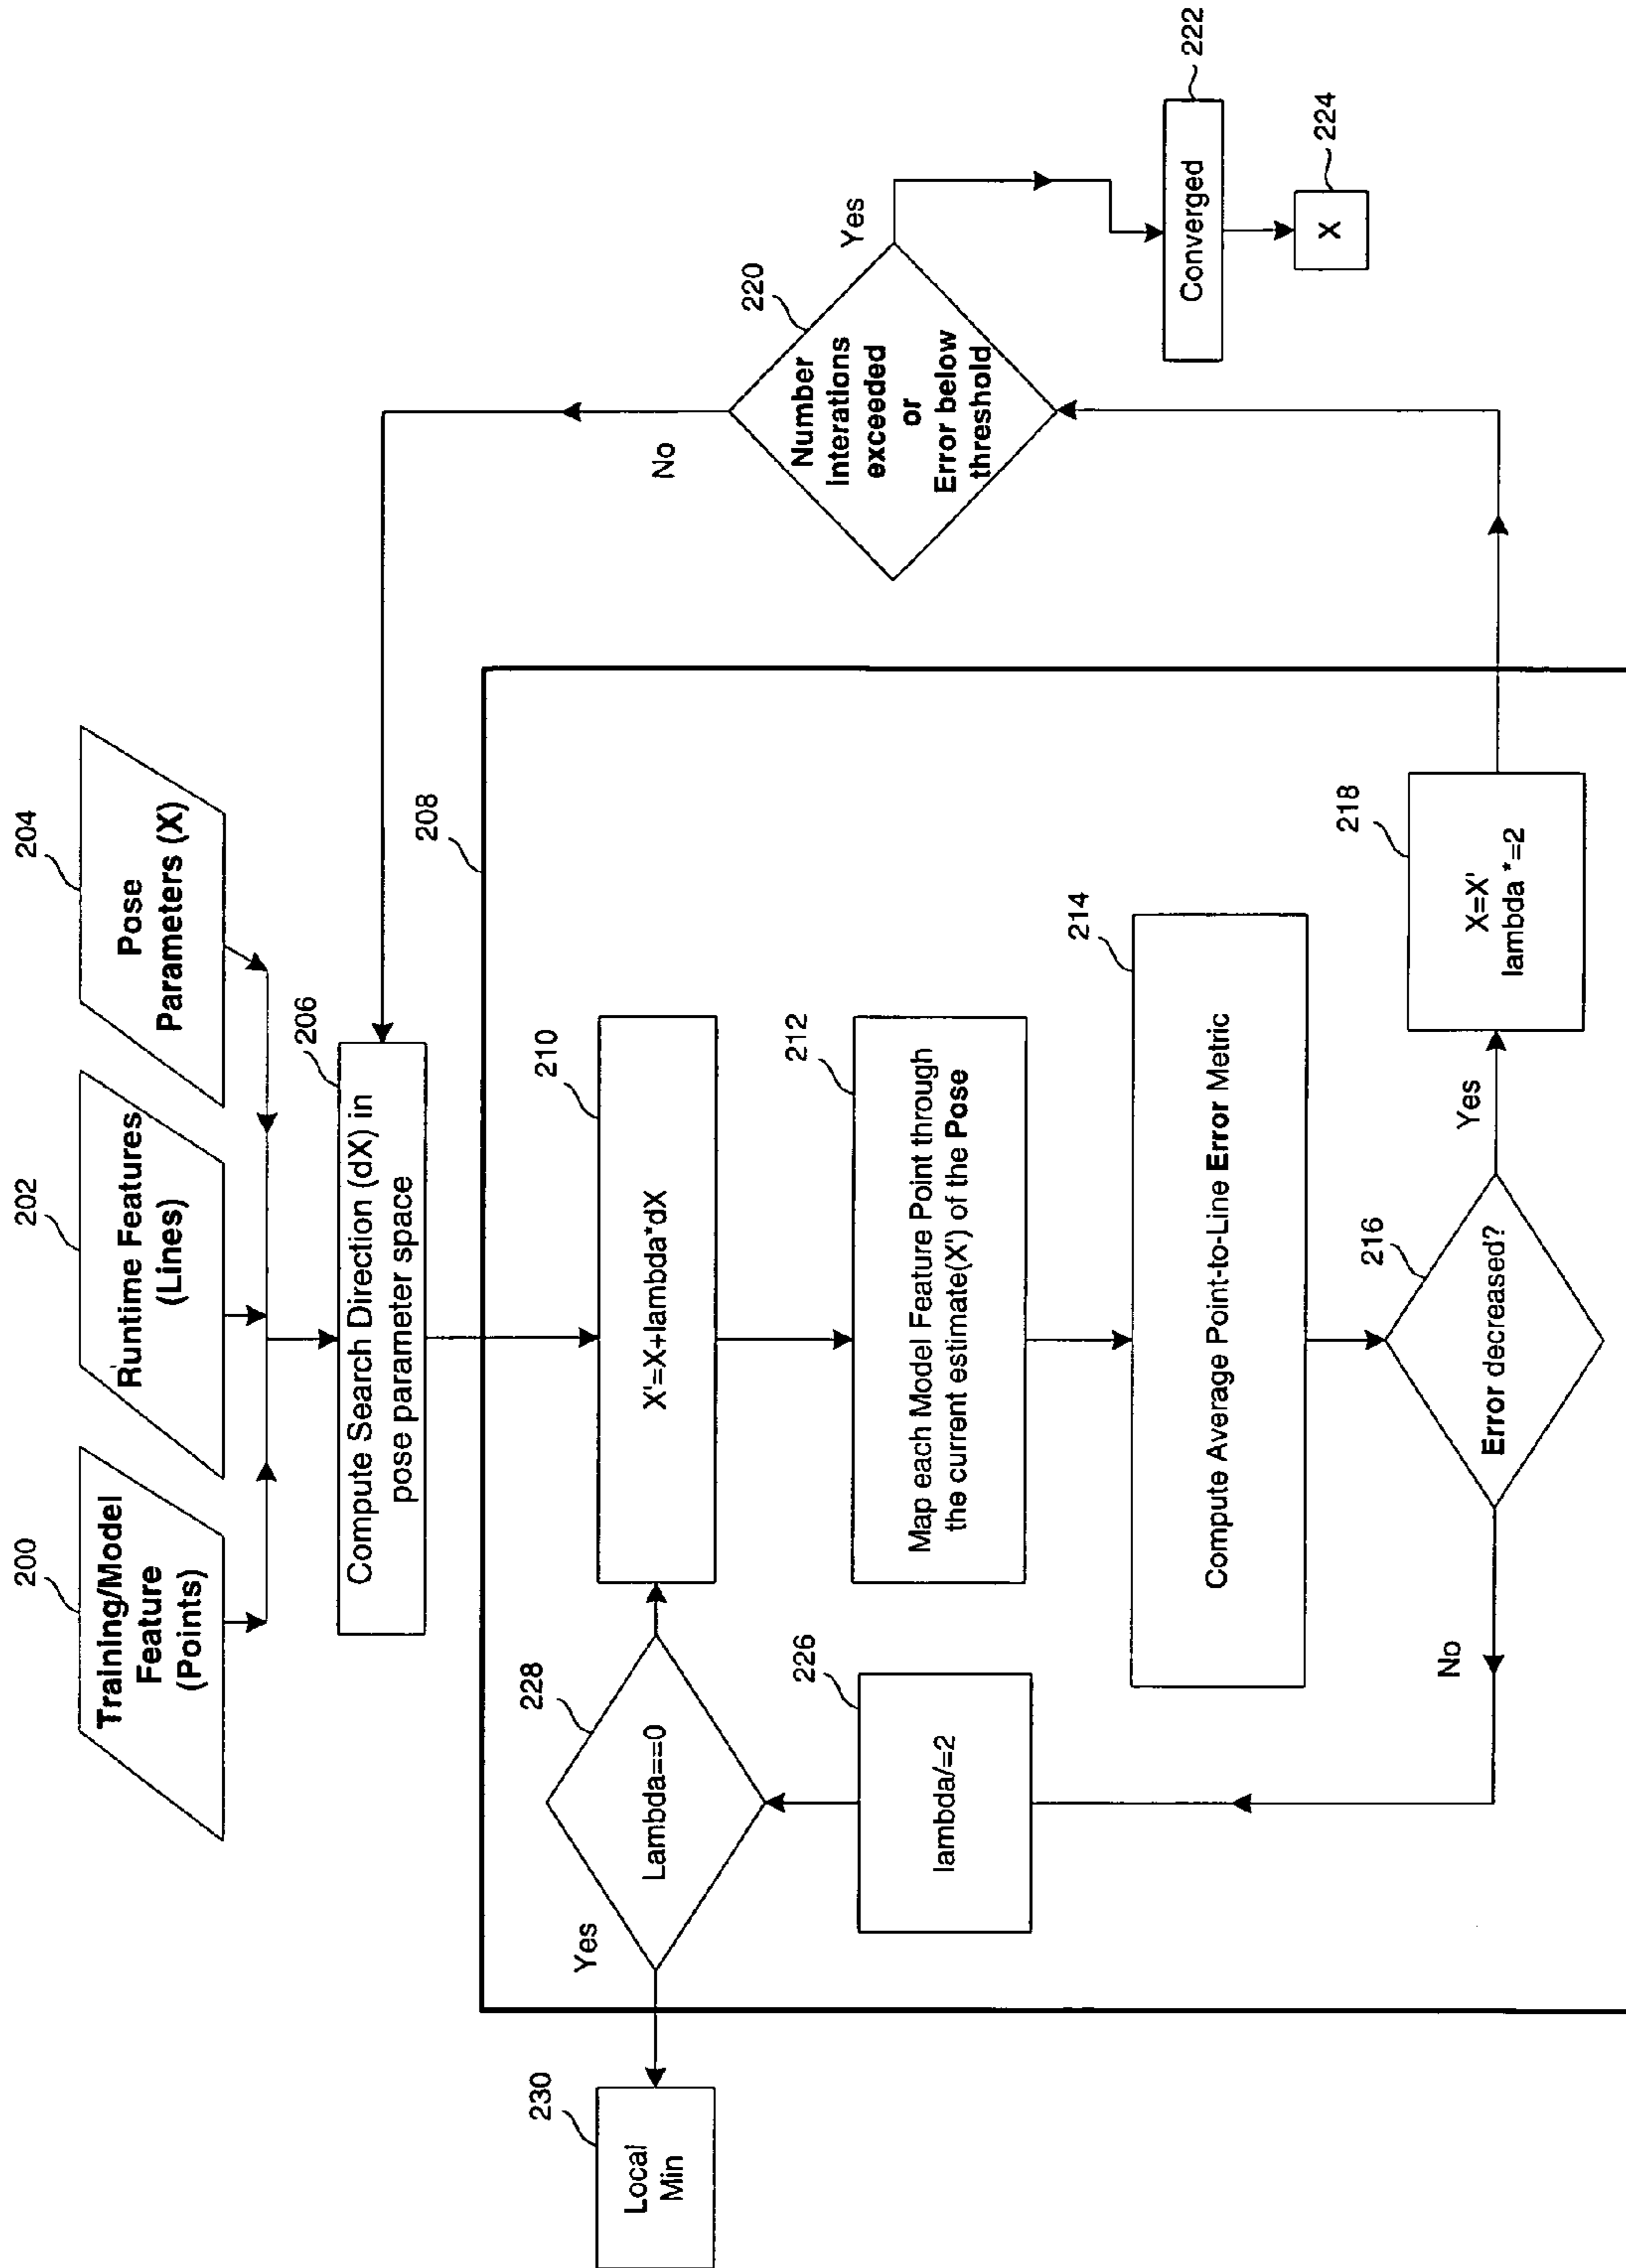 200
Training/Model
Feature
(Points)
202
Runtime Features
(Lines)
204
Pose
Parameters (X)
206
Compute Search Direction (dX) in
pose parameter space
208
210
X'=X+lambda*dX
212
Map each Model Feature Point through
the current estimate(X') of the Pose
214
Compute Average Point-to-Line Error Metric
216
Error decreased?
Yes
No
218
X=X'
lambda *=2
220
Number
Interations
exceeded
or
Error below
threshold
No
Yes
222
Converged
224
X
226
lambda/=2
228
Lambda==0
Yes
230
Local
Min